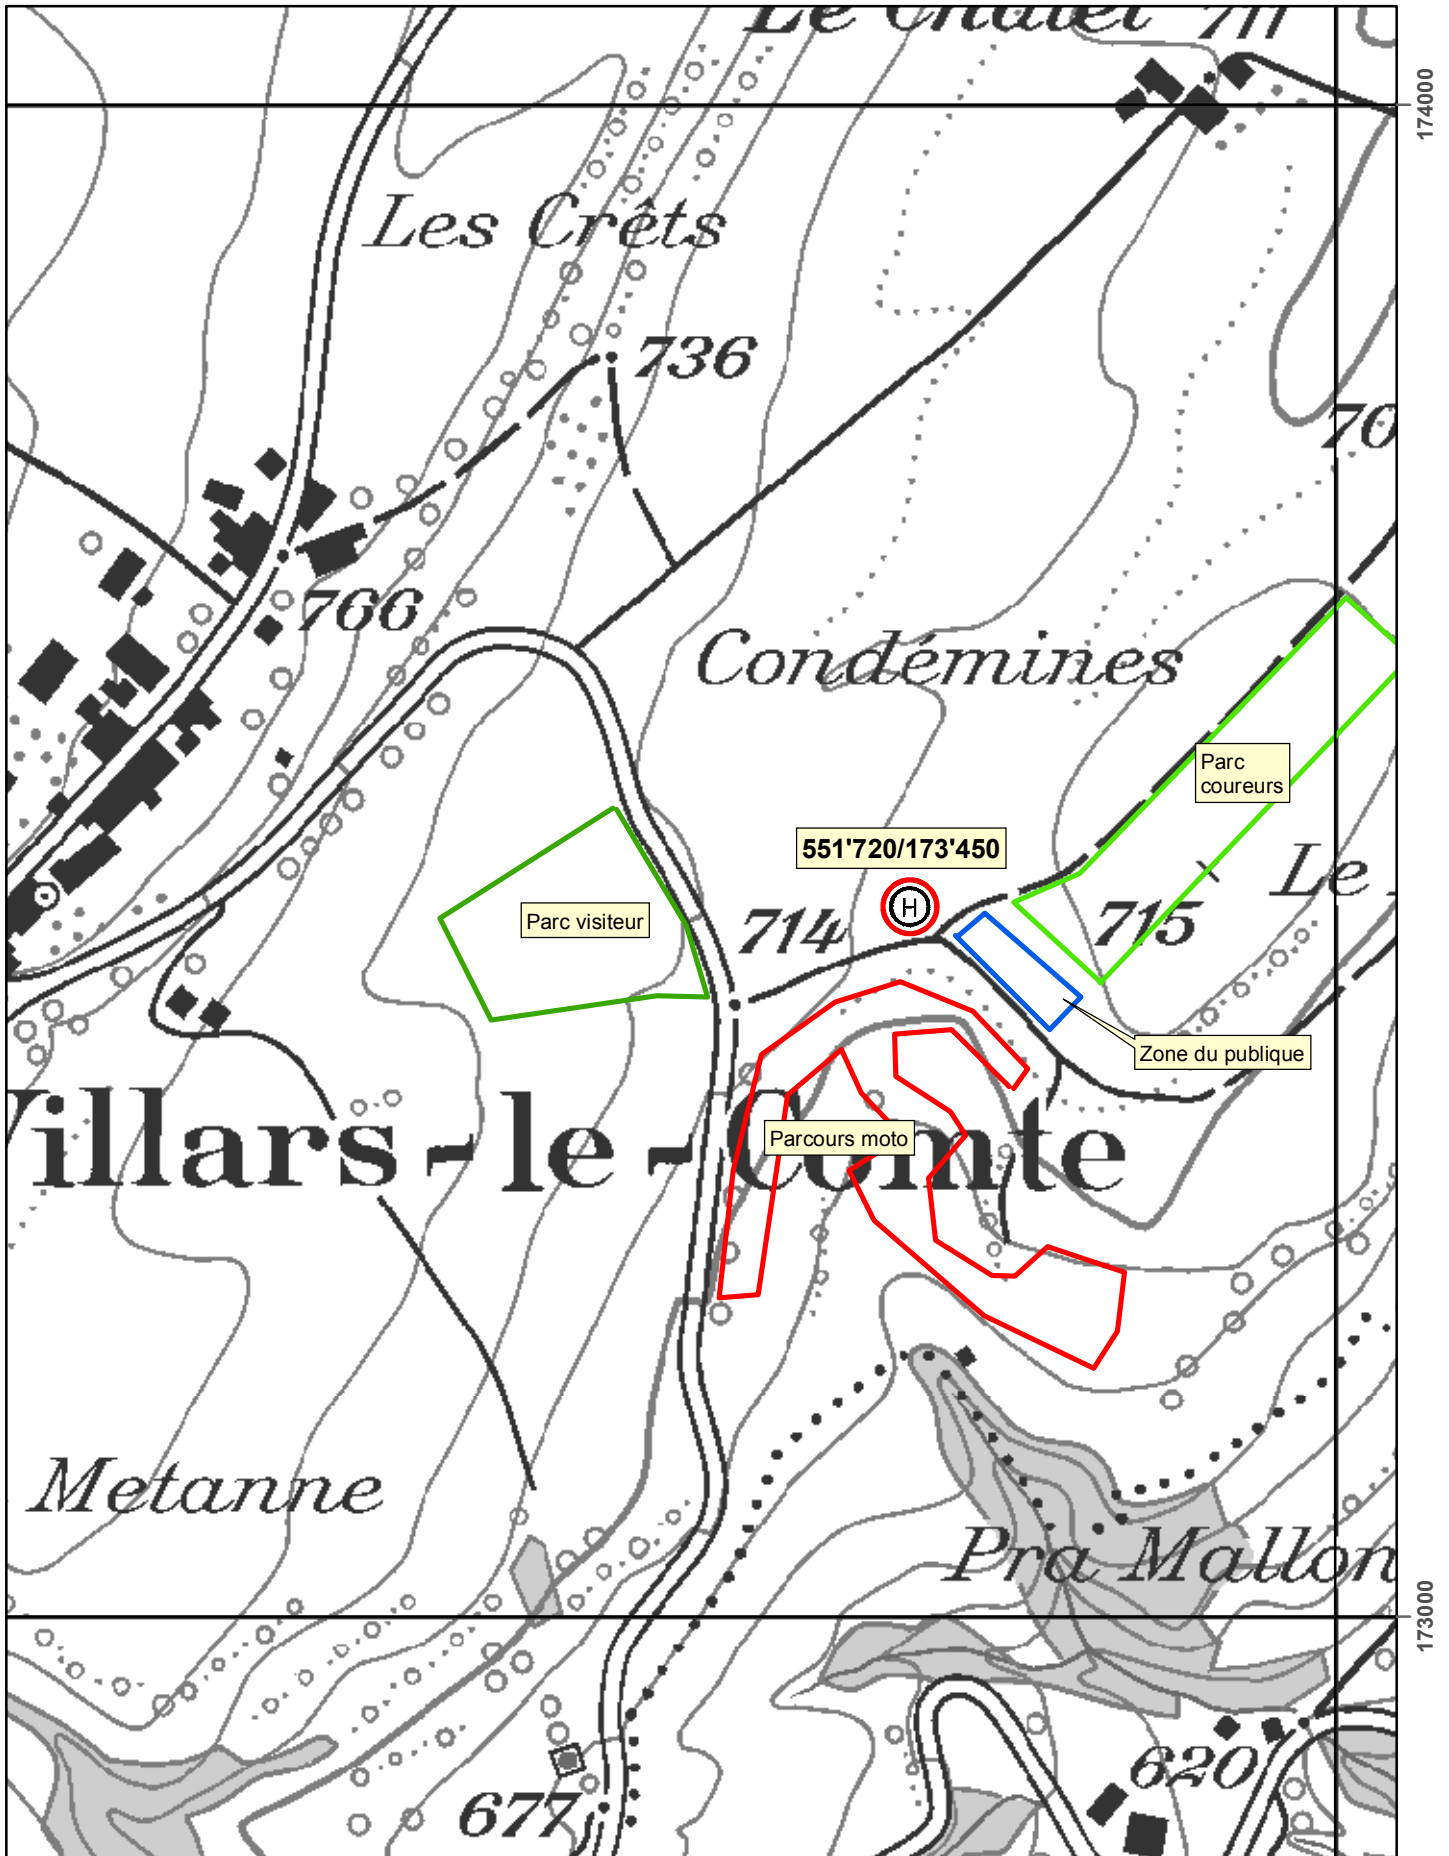 Le Chalet 711
174000
Les Crêts
736
70
766
Condémines
Parc
coureurs
551'720/173'450
Le
H
Parc visiteur
714
715
Zone du publique
Villars-le-Comte
Parcours moto
Metanne
Pra Mallon
173000
620
677